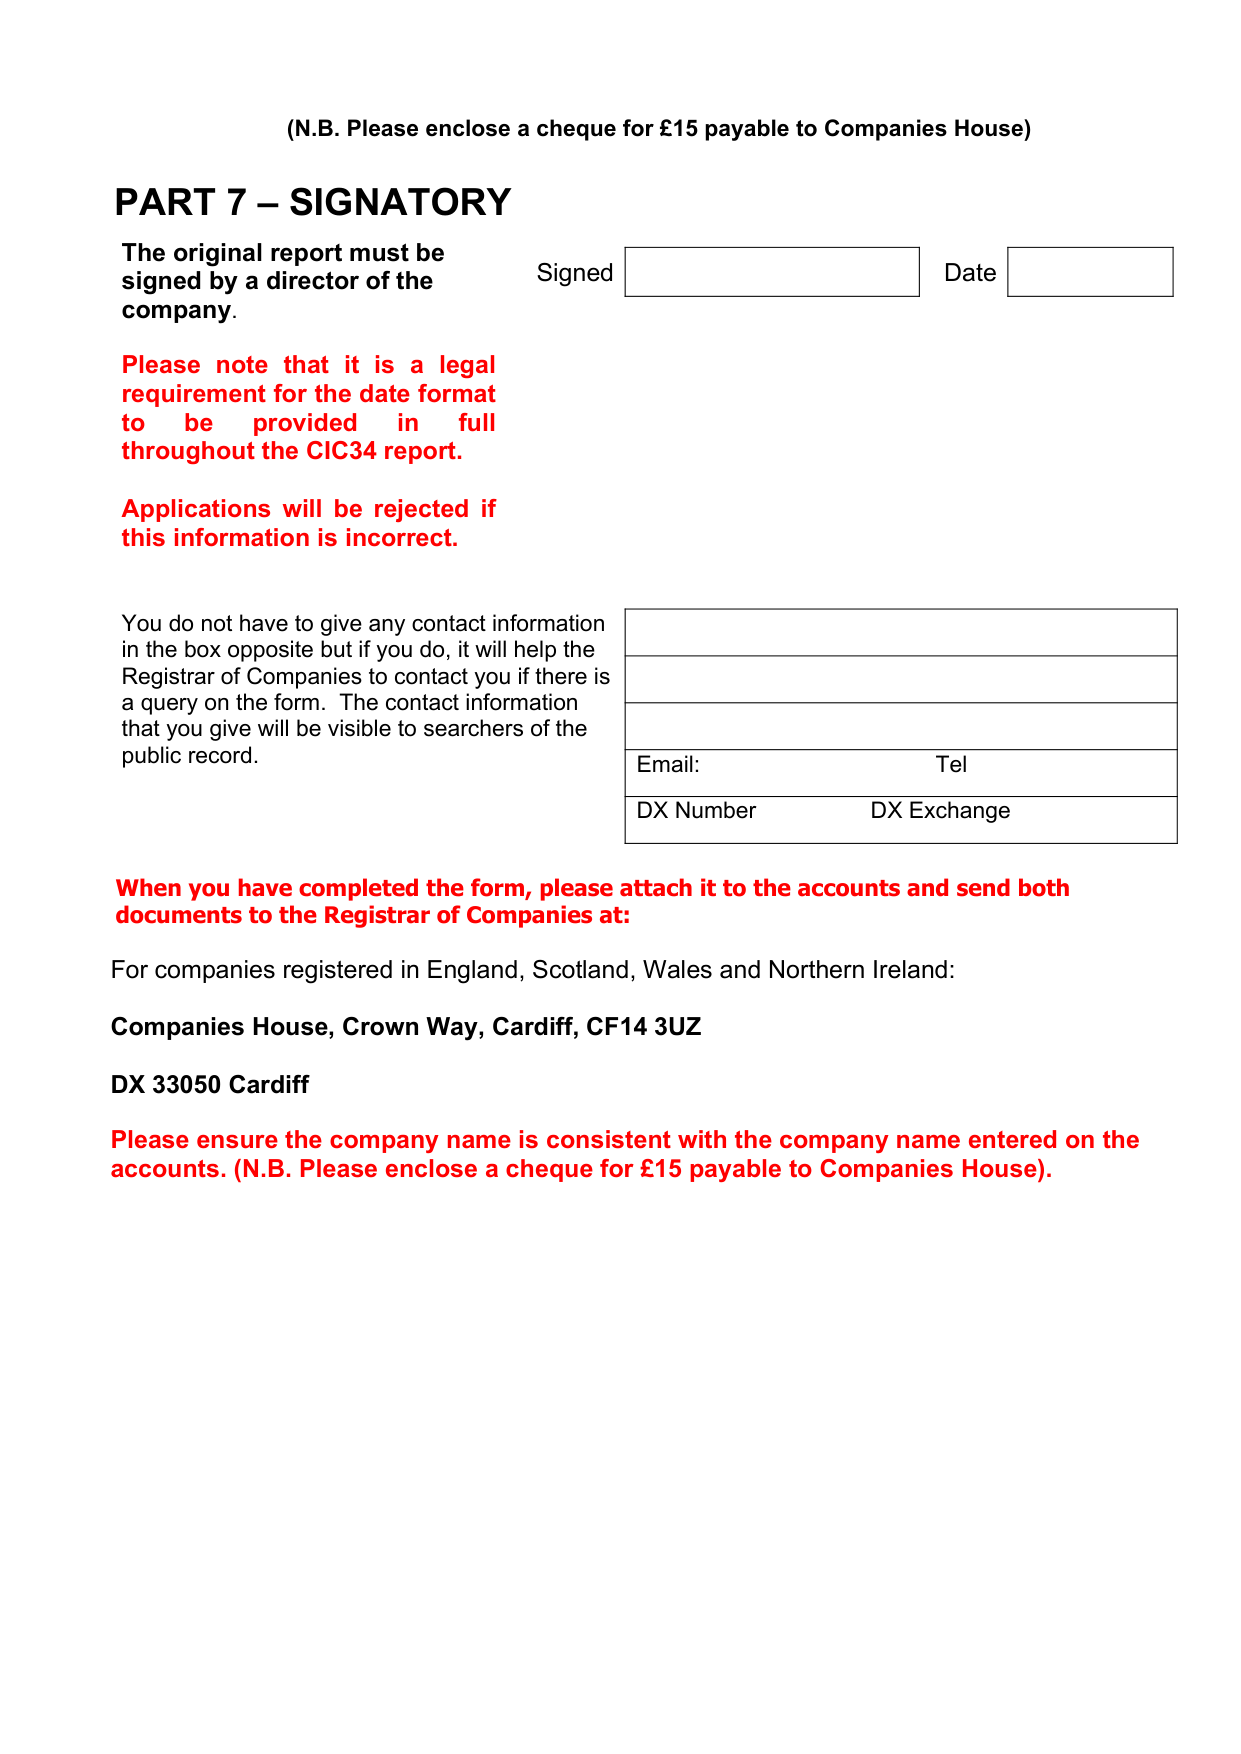 (N.B. Please enclose a cheque for £15 payable to Companies House)
PART 7 – SIGNATORY
The original report must be
signed by a director of the
company.
Signed
Date
Please note that it is a legal
requirement for the date format
to be provided in full
throughout the CIC34 report.
Applications will be rejected if
this information is incorrect.
You do not have to give any contact information
in the box opposite but if you do, it will help the
Registrar of Companies to contact you if there is
a query on the form.  The contact information
that you give will be visible to searchers of the
public record.
Email: Tel
DX Number DX Exchange
When you have completed the form, please attach it to the accounts and send both
documents to the Registrar of Companies at:
For companies registered in England, Scotland, Wales and Northern Ireland:
Companies House, Crown Way, Cardiff, CF14 3UZ
DX 33050 Cardiff
Please ensure the company name is consistent with the company name entered on the
accounts. (N.B. Please enclose a cheque for £15 payable to Companies House).